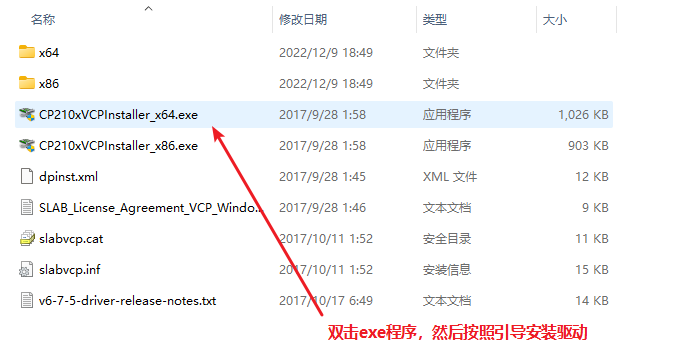 名称 修改日期 类型 大小
x64 2022/12/9 18:49 文件夹
x86 2022/12/9 18:49 文件夹
CP210xVCPInstaller_x64.exe 2017/9/28 1:58 应用程序 1,026 KB
CP210xVCPInstaller_x86.exe 2017/9/28 1:58 应用程序 903 KB
dpinst.xml 2017/9/28 1:45 XML 文件 12 KB
SLAB_License_Agreement_VCP_Windo... 2017/9/28 1:46 文本文档 9 KB
slabvcp.cat 2017/10/11 1:52 安全目录 11 KB
slabvcp.inf 2017/10/11 1:52 安装信息 15 KB
v6-7-5-driver-release-notes.txt 2017/10/17 6:49 文本文档 14 KB
双击exe程序，然后按照引导安装驱动